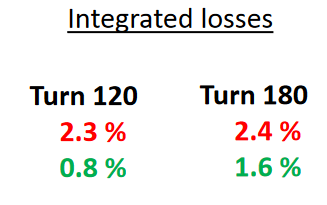 Integrated losses
Turn 120 Turn 180
2.3 % 2.4 %
0.8 % 1.6 %